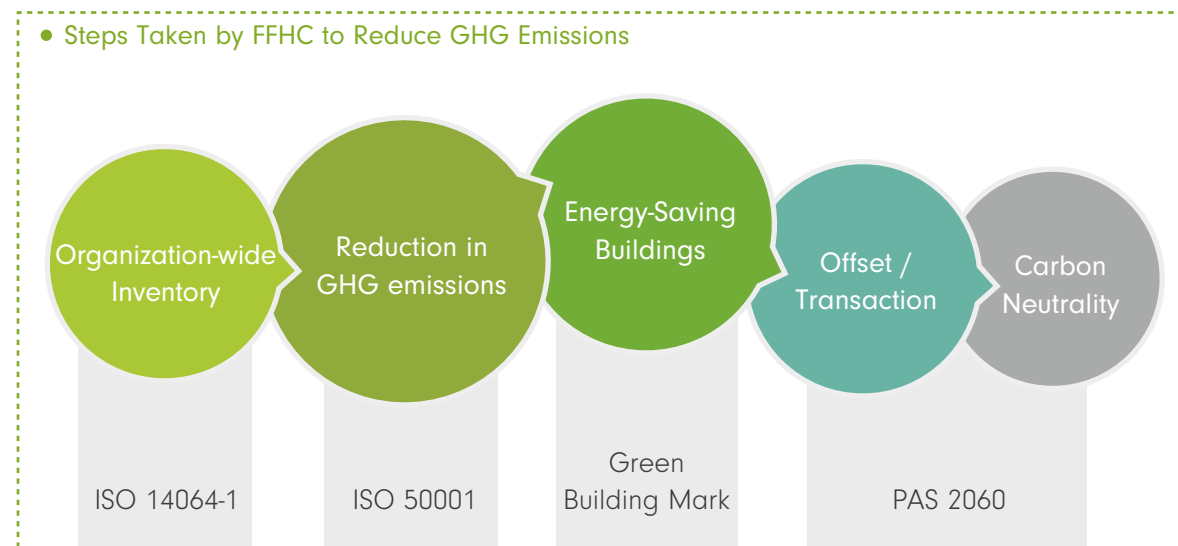 • Steps Taken by FFHC to Reduce GHG Emissions
Organization-wide
Inventory
Reduction in
GHG emissions
Energy-Saving
Buildings
Offset /
Transaction
Carbon
Neutrality
ISO 14064-1
ISO 50001
Green
Building Mark
PAS 2060